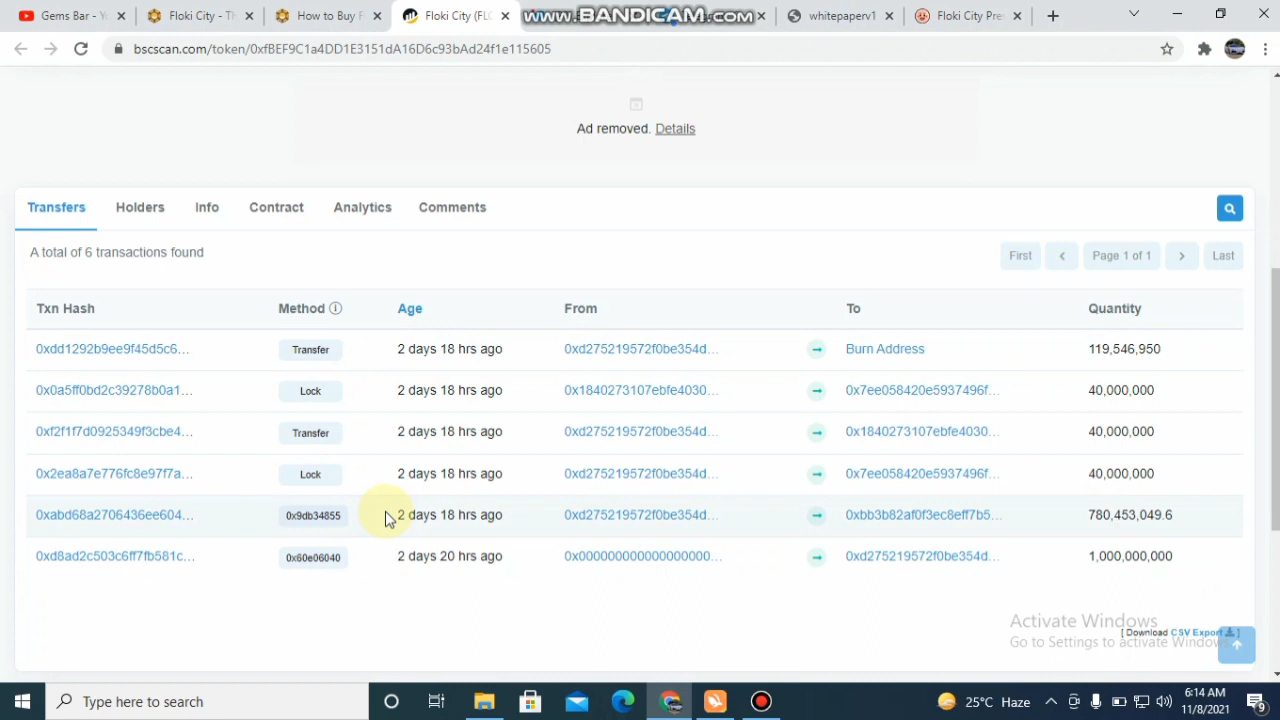 Gems Bar - Yo
Floki City - Th
How to Buy F
Floki City (FLO
www.BANDICAM.com
whitepaperv1
Floki City Pre
bscscan.com/token/0xfBEF9C1a4DD1E3151dA16D6c93bAd24f1e115605
Ad removed. Details
Transfers Holders Info Contract Analytics Comments
A total of 6 transactions found
First Page 1 of 1 Last
Txn Hash Method Age From To Quantity
0xdd1292b9ee9f45d5c6... Transfer 2 days 18 hrs ago 0xd275219572f0be354d... Burn Address 119,546,950
0x0a5ff0bd2c39278b0a1... Lock 2 days 18 hrs ago 0x1840273107ebfe4030... 0x7ee058420e5937496f... 40,000,000
0xf2f1f7d0925349f3cbe4... Transfer 2 days 18 hrs ago 0xd275219572f0be354d... 0x1840273107ebfe4030... 40,000,000
0x2ea8a7e776fc8e97f7a... Lock 2 days 18 hrs ago 0xd275219572f0be354d... 0x7ee058420e5937496f... 40,000,000
0xabd68a2706436ee604... 0x9db34855 2 days 18 hrs ago 0xd275219572f0be354d... 0xbb3b82af0f3ec8eff7b5... 780,453,049.6
0xd8ad2c503c6ff7fb581c... 0x60e06040 2 days 20 hrs ago 0x000000000000000000... 0xd275219572f0be354d... 1,000,000,000
Activate Windows
[ Download CSV Export ]
Go to Settings to activate Windows.
Type here to search
25°C Haze
6:14 AM
11/8/2021
9